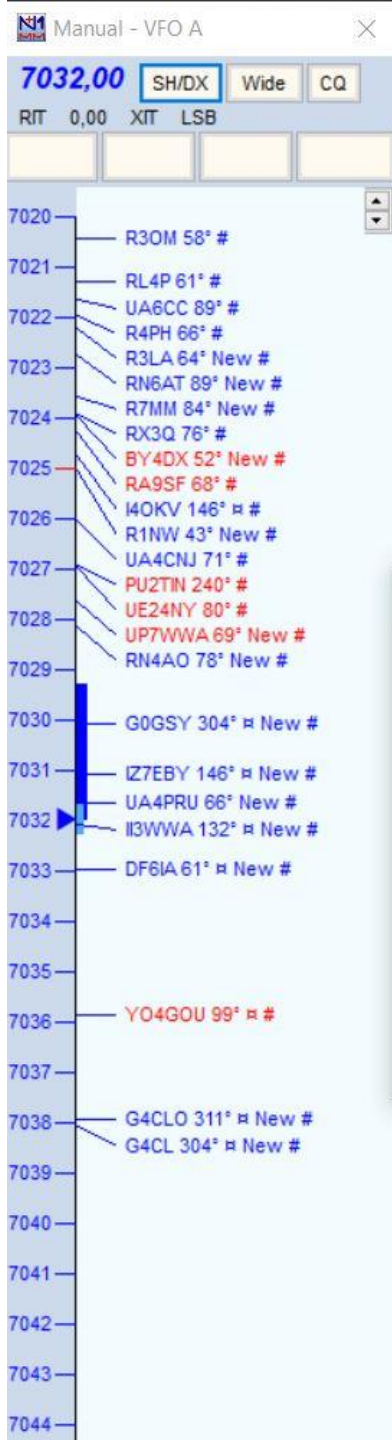 N1MM Manual - VFO A
7032,00 SH/DX Wide CQ
RIT 0,00 XIT LSB
7020
R3OM 58° #
7021
RL4P 61° #
UA6CC 89° #
7022
R4PH 66° #
R3LA 64° New #
7023
RN6AT 89° New #
R7MM 84° New #
7024
RX3Q 76° #
BY4DX 52° New #
7025
RA9SF 68° #
I4OKV 146° ¤ #
7026
R1NW 43° New #
UA4CNJ 71° #
7027
PU2TIN 240° #
UE24NY 80° #
7028
UP7WWA 69° New #
RN4AO 78° New #
7029
7030
G0GSY 304° ¤ New #
7031
IZ7EBY 146° ¤ New #
UA4PRU 66° New #
7032
II3WWA 132° ¤ New #
7033
DF6IA 61° ¤ New #
7034
7035
7036
YO4GOU 99° ¤ #
7037
7038
G4CLO 311° ¤ New #
G4CL 304° ¤ New #
7039
7040
7041
7042
7043
7044